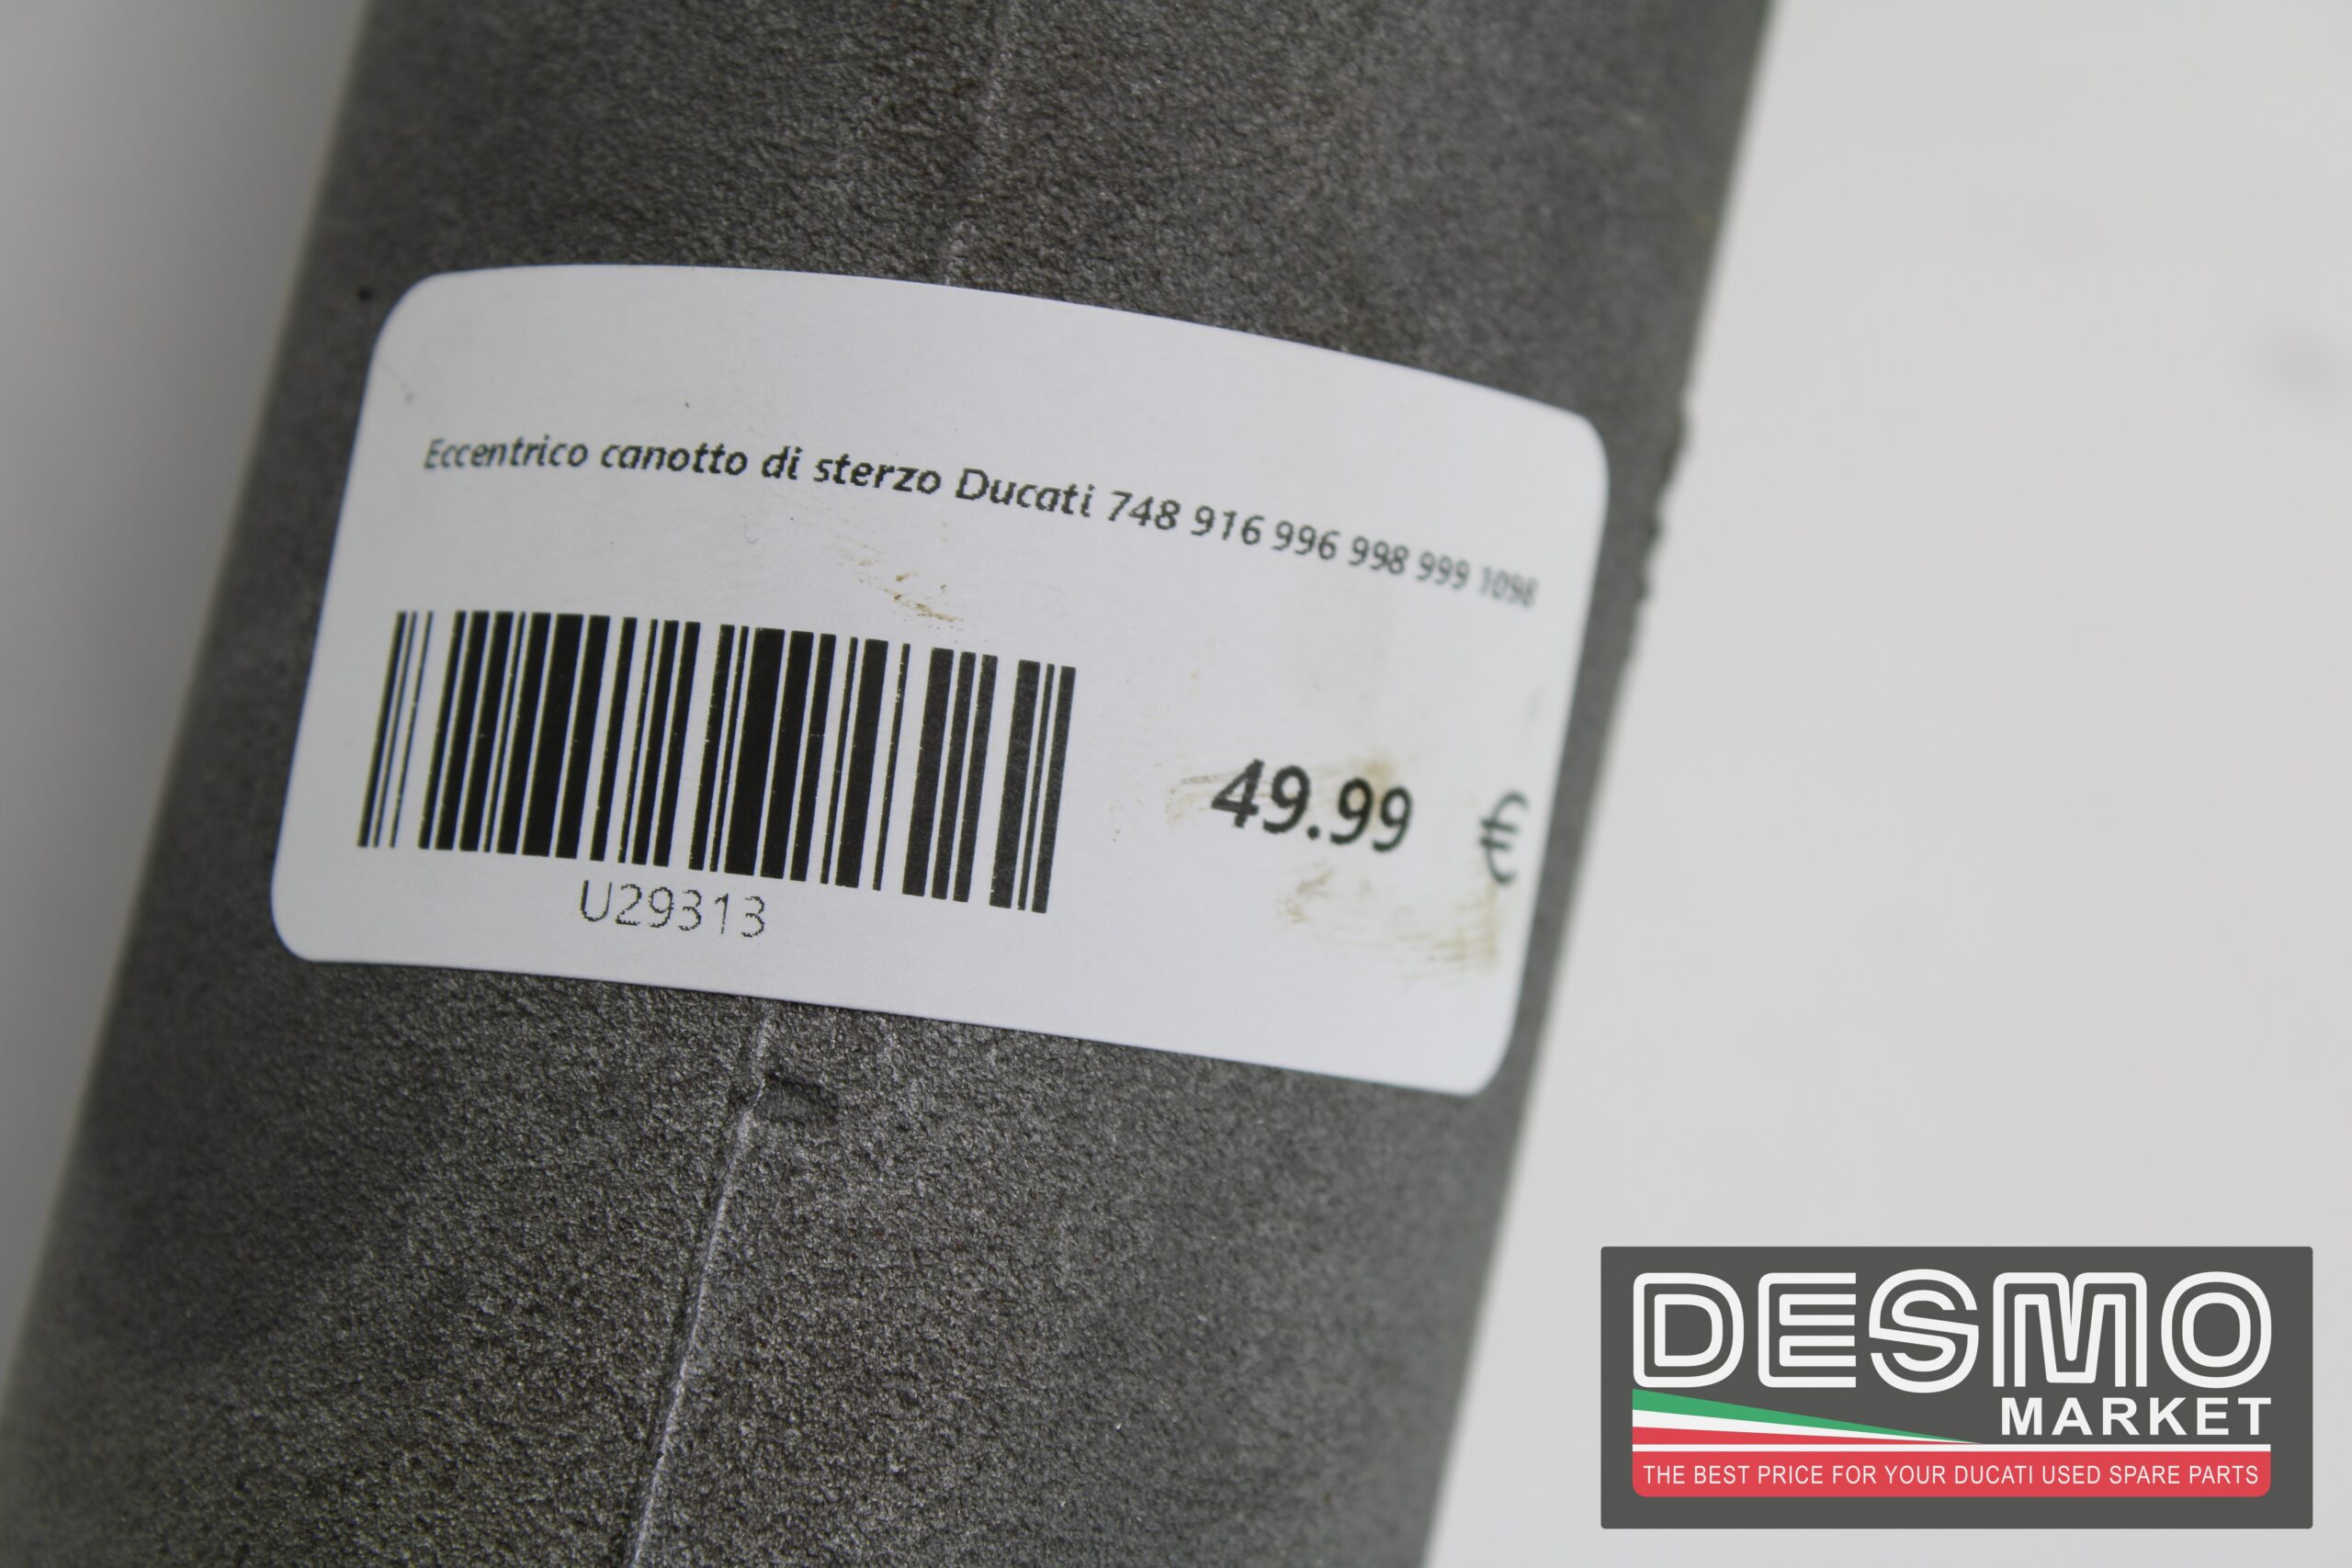 Eccentrico canotto di sterzo Ducati 748 916 996 998 999 1098
49.99 €
U29313
DESMO
MARKET
THE BEST PRICE FOR YOUR DUCATI USED SPARE PARTS